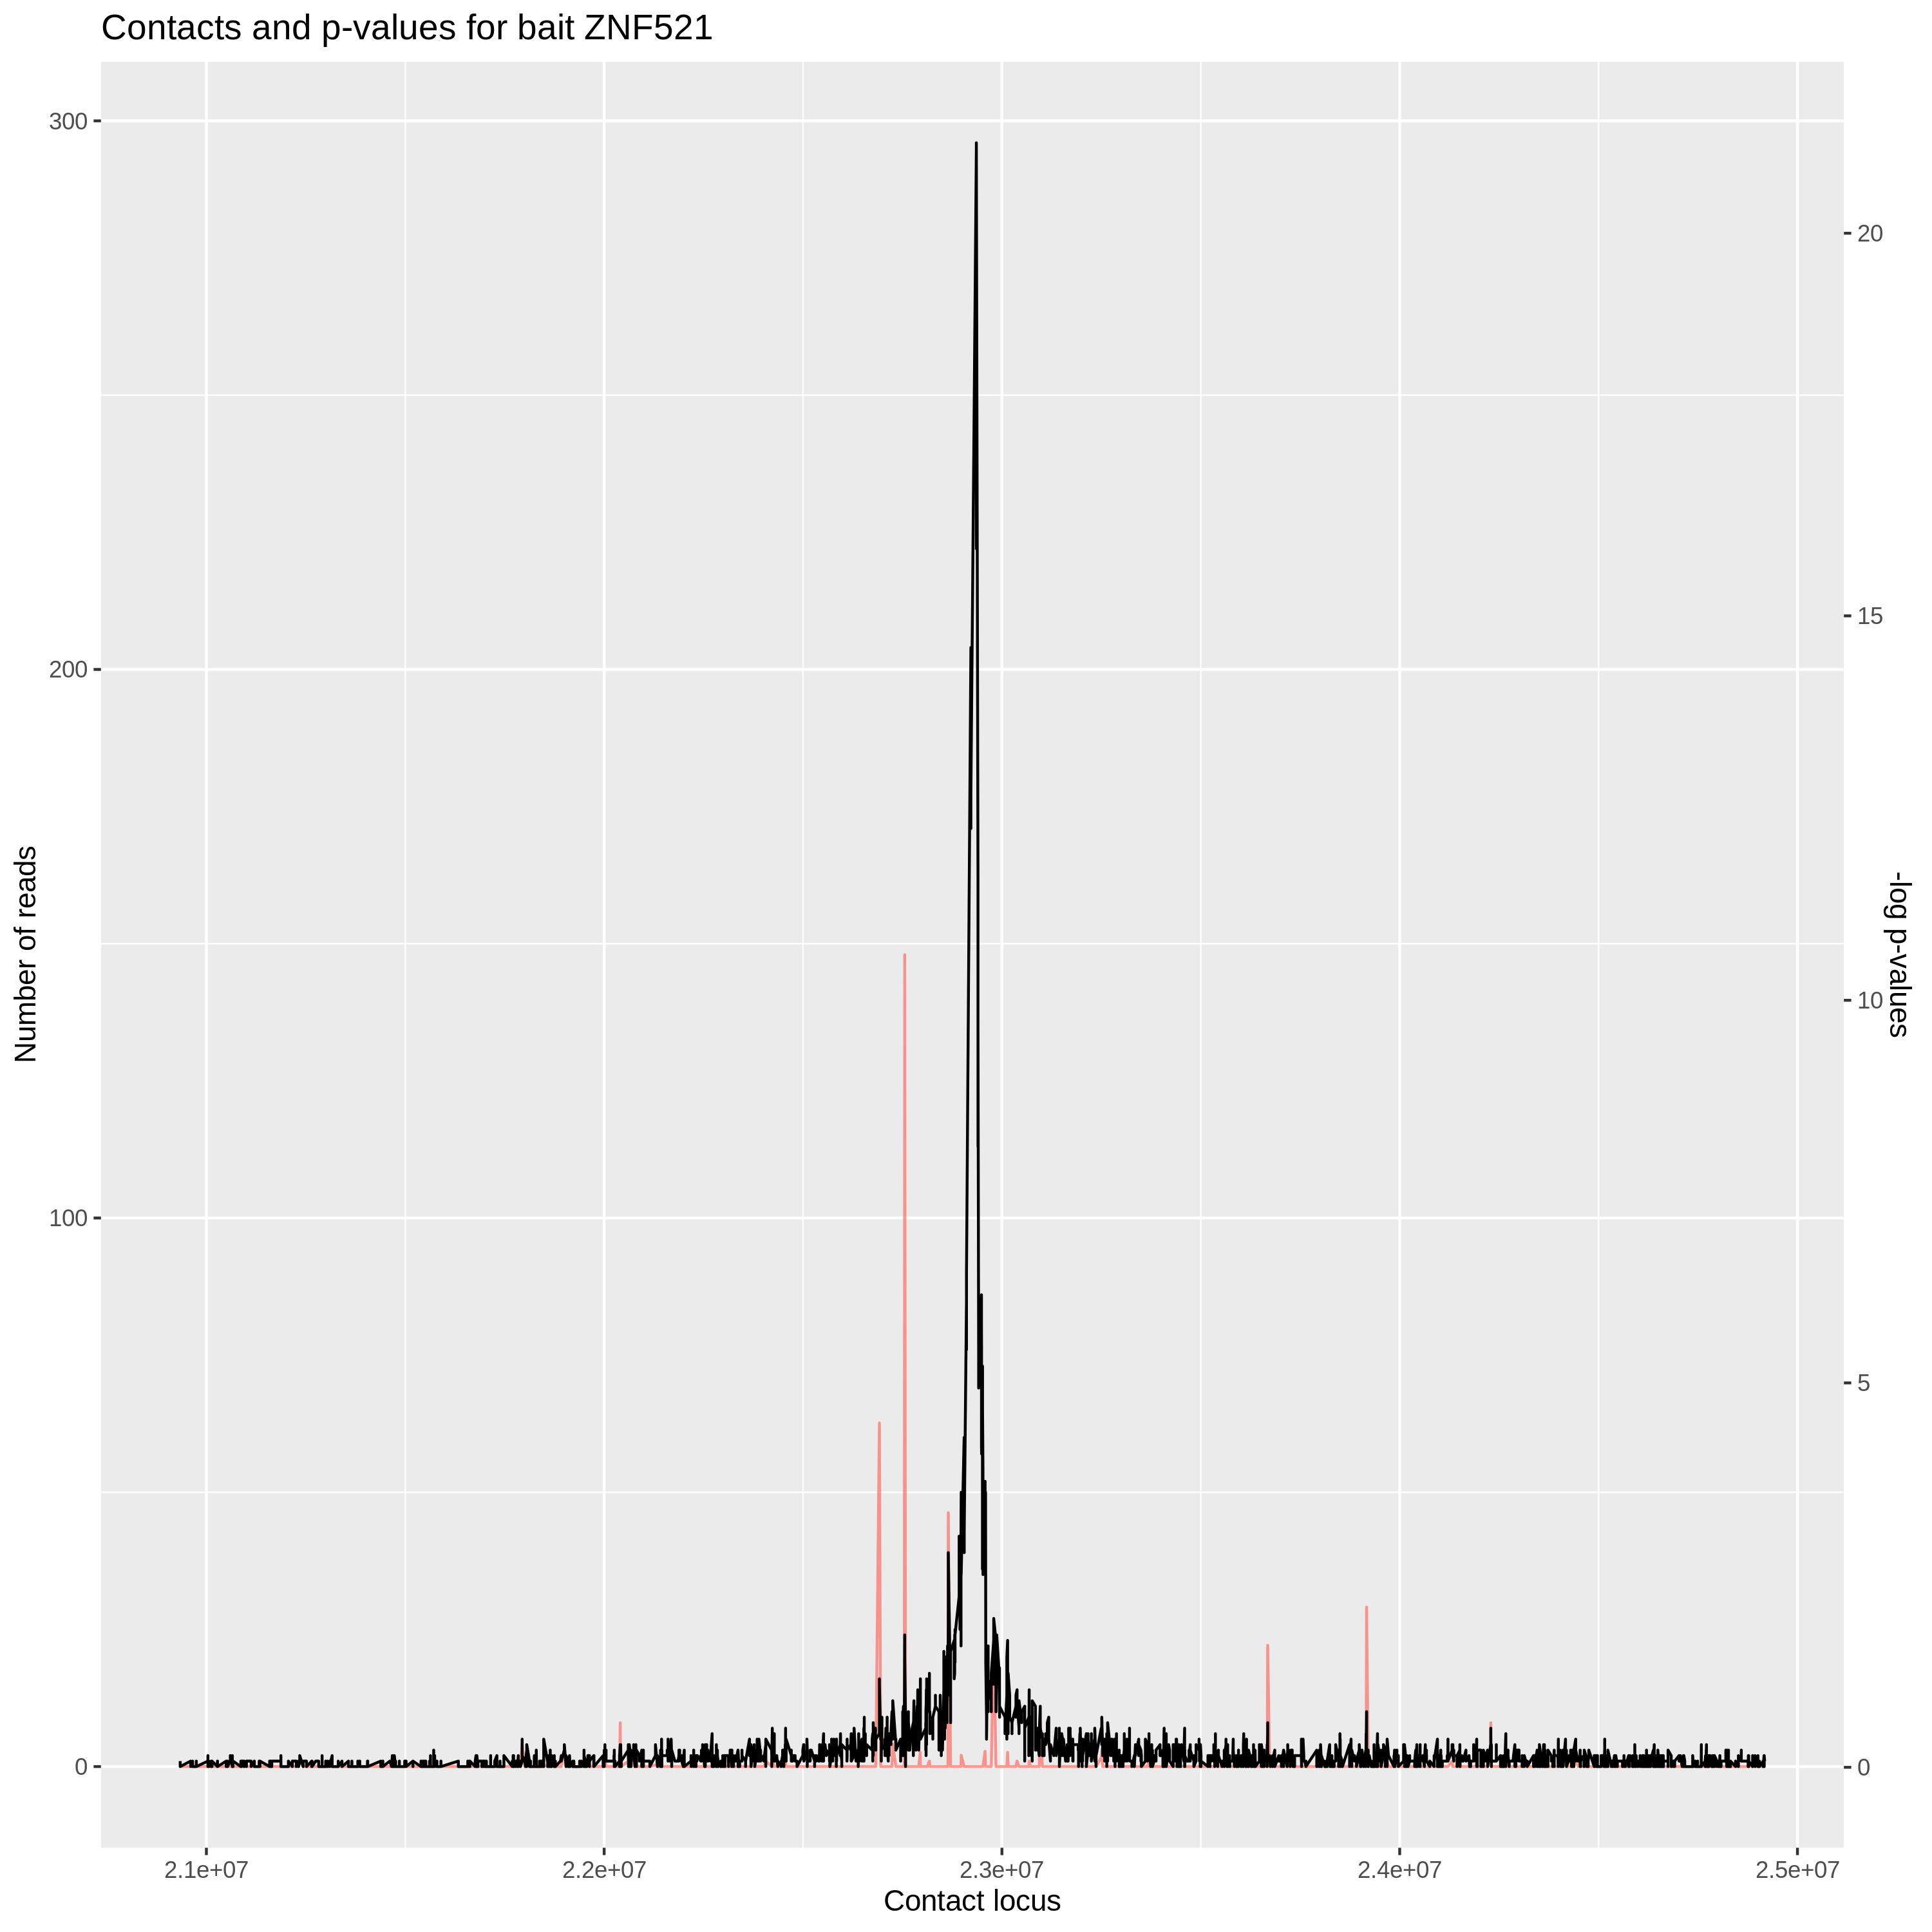 Contacts and p-values for bait ZNF521
300
200
100
0
Number of reads
20
15
10
5
0
-log p-values
2.1e+07
2.2e+07
2.3e+07
2.4e+07
2.5e+07
Contact locus